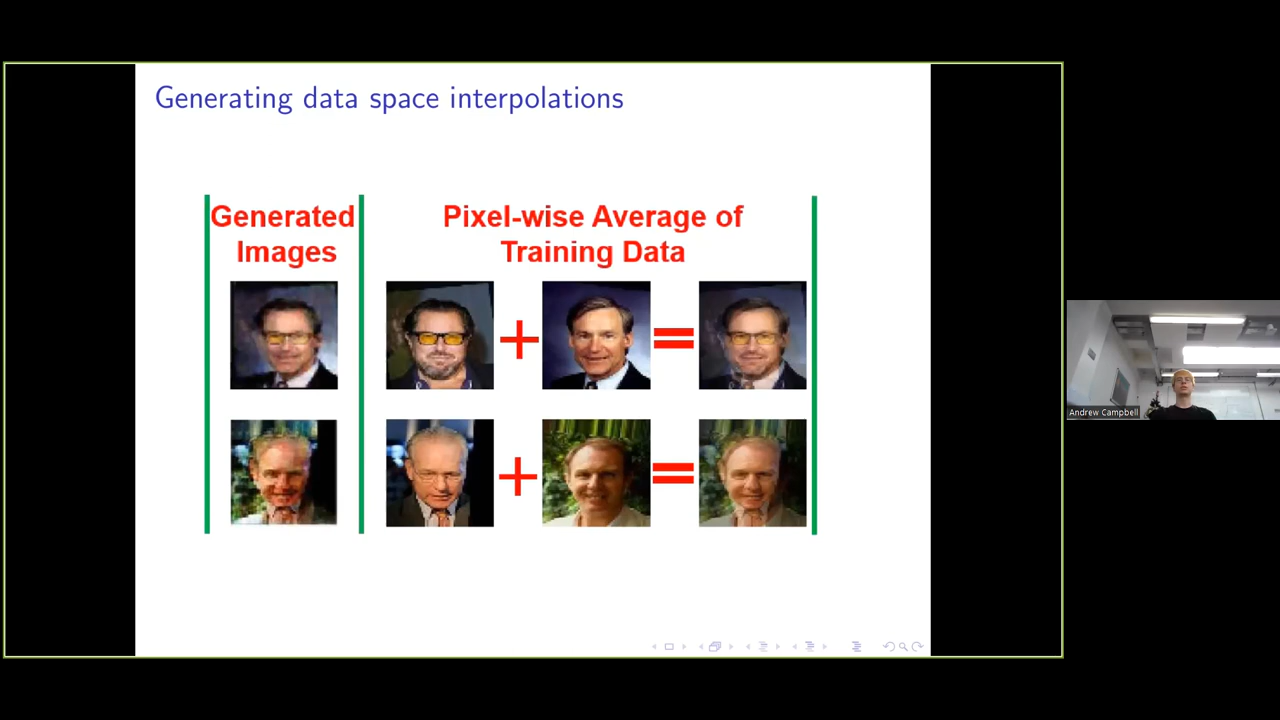 Generating data space interpolations
Generated
Images
Pixel-wise Average of
Training Data
+
=
+
=
Andrew Campbell